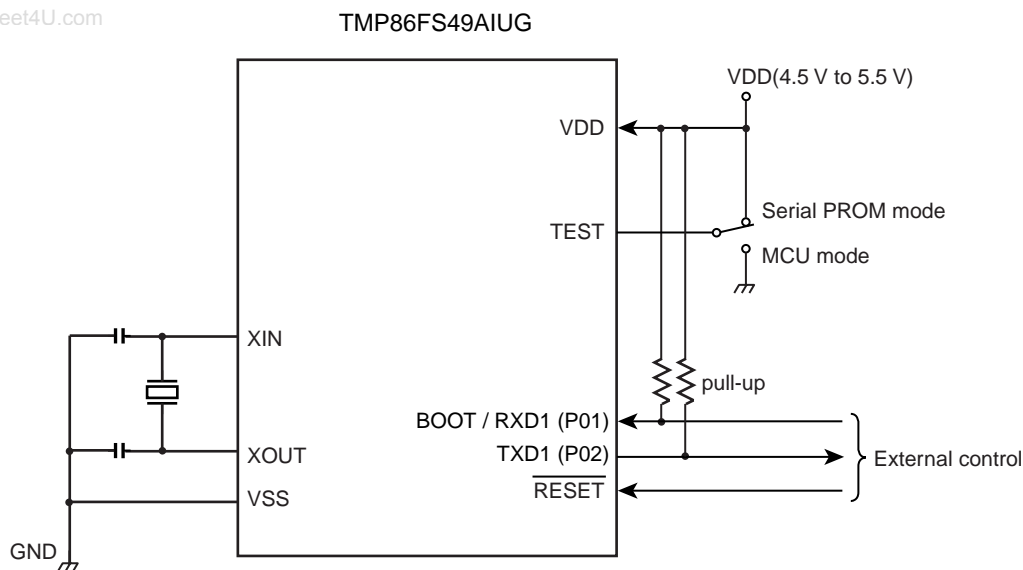 eet4U.com
TMP86FS49AIUG
VDD(4.5 V to 5.5 V)
VDD
Serial PROM mode
TEST
MCU mode
XIN
pull-up
BOOT / RXD1 (P01)
XOUT
TXD1 (P02)
External control
RESET
VSS
GND